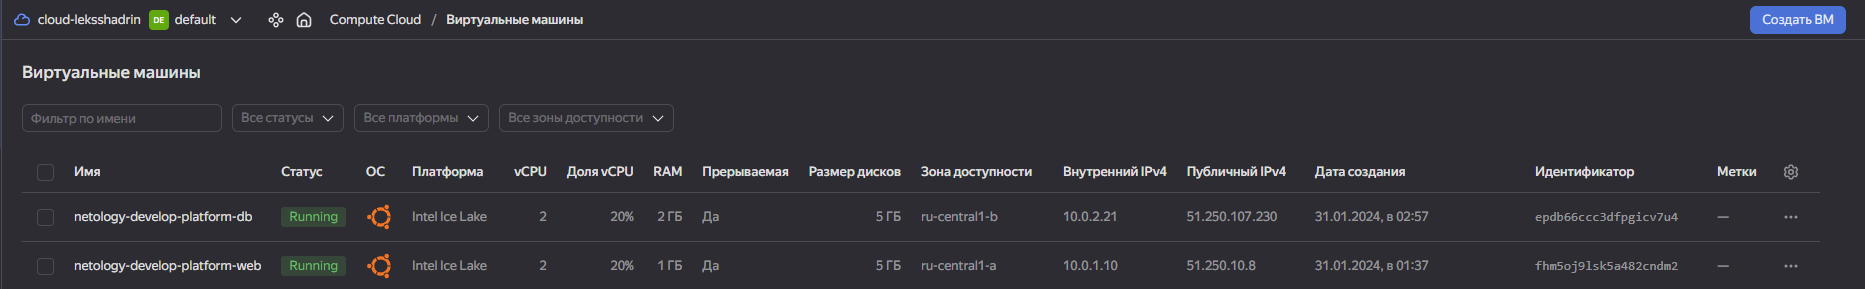 cloud-leksshadrin DE default Compute Cloud / Виртуальные машины Создать ВМ
Виртуальные машины
Фильтр по имени Все статусы Все платформы Все зоны доступности
Имя Статус ОС Платформа vCPU Доля vCPU RAM Прерываемая Размер дисков Зона доступности Внутренний IPv4 Публичный IPv4 Дата создания Идентификатор Метки
netology-develop-platform-db Running Intel Ice Lake 2 20% 2 ГБ Да 5 ГБ ru-central1-b 10.0.2.21 51.250.107.230 31.01.2024, в 02:57 epdb66ccc3dfpgicv7u4 —
netology-develop-platform-web Running Intel Ice Lake 2 20% 1 ГБ Да 5 ГБ ru-central1-a 10.0.1.10 51.250.10.8 31.01.2024, в 01:37 fhm5oj9lsk5a482cndm2 —